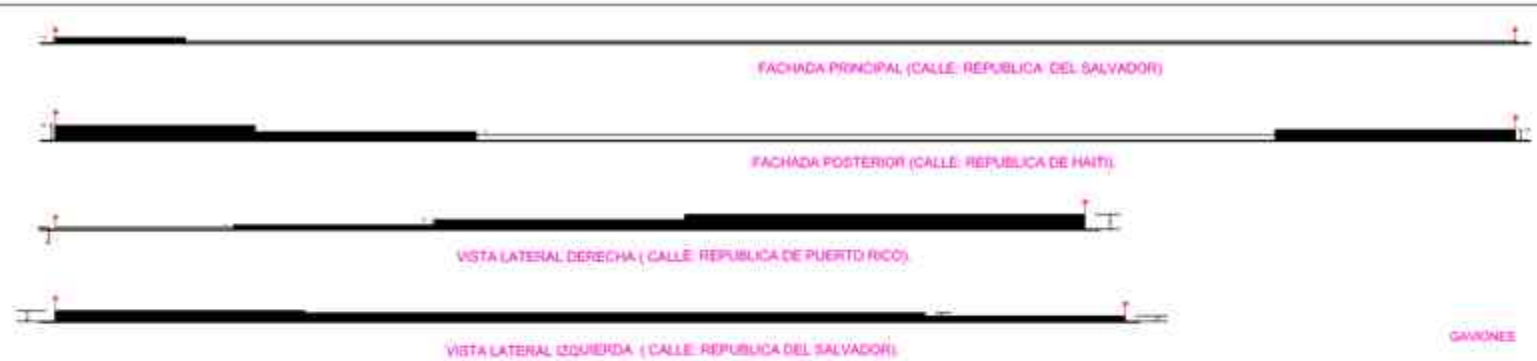 FACHADA PRINCIPAL (CALLE: REPUBLICA DEL SALVADOR)
FACHADA POSTERIOR (CALLE: REPUBLICA DE HAITI).
VISTA LATERAL DERECHA ( CALLE: REPUBLICA DE PUERTO RICO).
VISTA LATERAL IZQUIERDA ( CALLE: REPUBLICA DEL SALVADOR).
GAVIONES